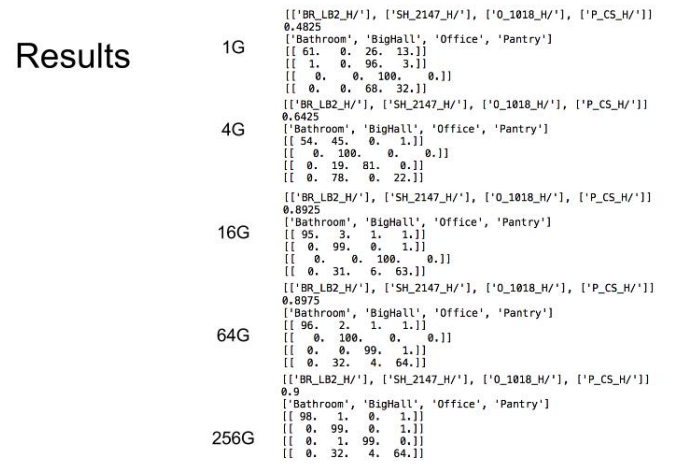 Results
1G
[['BR_LB2_H/'], ['SH_2147_H/'], ['O_1018_H/'], ['P_CS_H/']]
0.4825
['Bathroom', 'BigHall', 'Office', 'Pantry']
[[ 61. 0. 26. 13.]]
[[ 1. 0. 96. 3.]]
[[ 0. 0. 100. 0.]]
[[ 0. 0. 68. 32.]]
4G
[['BR_LB2_H/'], ['SH_2147_H/'], ['O_1018_H/'], ['P_CS_H/']]
0.6425
['Bathroom', 'BigHall', 'Office', 'Pantry']
[[ 54. 45. 0. 1.]]
[[ 0. 100. 0. 0.]]
[[ 0. 19. 81. 0.]]
[[ 0. 78. 0. 22.]]
16G
[['BR_LB2_H/'], ['SH_2147_H/'], ['O_1018_H/'], ['P_CS_H/']]
0.8925
['Bathroom', 'BigHall', 'Office', 'Pantry']
[[ 95. 3. 1. 1.]]
[[ 0. 99. 0. 1.]]
[[ 0. 0. 100. 0.]]
[[ 0. 31. 6. 63.]]
64G
[['BR_LB2_H/'], ['SH_2147_H/'], ['O_1018_H/'], ['P_CS_H/']]
0.8975
['Bathroom', 'BigHall', 'Office', 'Pantry']
[[ 96. 2. 1. 1.]]
[[ 0. 100. 0. 0.]]
[[ 0. 0. 99. 1.]]
[[ 0. 32. 4. 64.]]
256G
[['BR_LB2_H/'], ['SH_2147_H/'], ['O_1018_H/'], ['P_CS_H/']]
0.9
['Bathroom', 'BigHall', 'Office', 'Pantry']
[[ 98. 1. 0. 1.]]
[[ 0. 99. 0. 1.]]
[[ 0. 1. 99. 0.]]
[[ 0. 32. 4. 64.]]